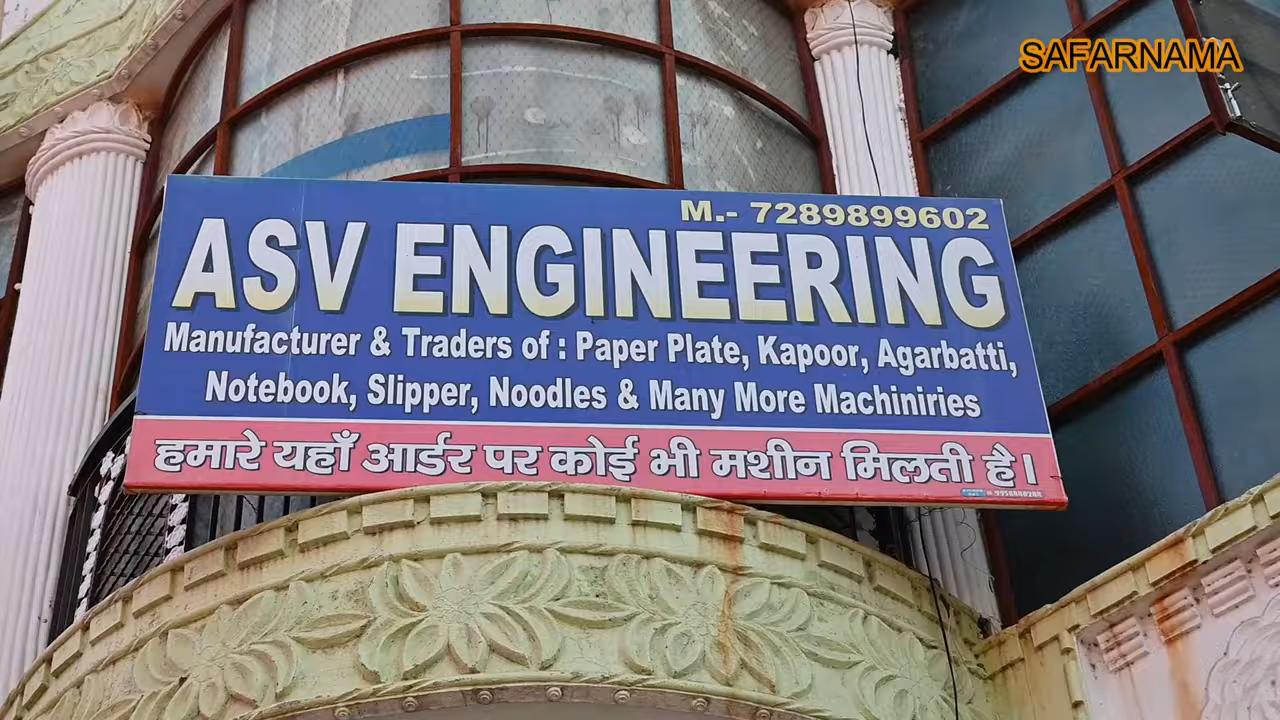 SAFARNAMA
M.- 7289899602
ASV ENGINEERING
Manufacturer & Traders of : Paper Plate, Kapoor, Agarbatti,
Notebook, Slipper, Noodles & Many More Machiniries
हमारे यहाँ आर्डर पर कोई भी मशीन मिलती है।